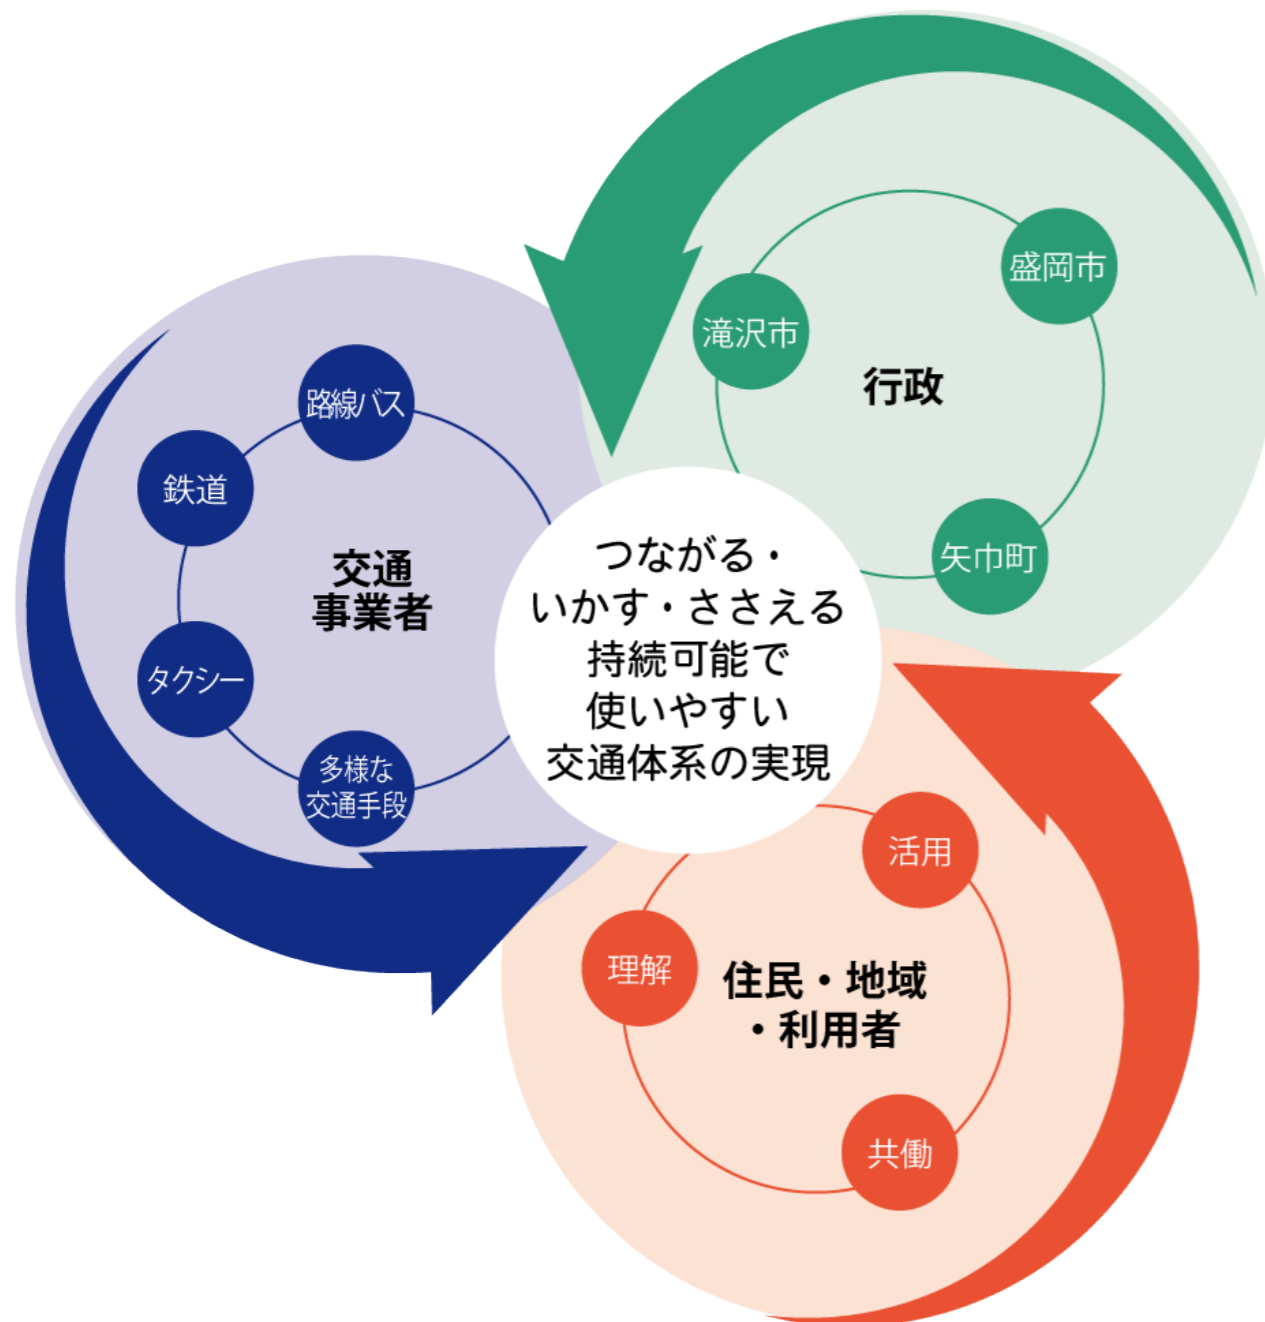 盛岡市
滝沢市
行政
矢巾町
路線バス
鉄道
交通
事業者
タクシー
多様な
交通手段
つながる・
いかす・ささえる
持続可能で
使いやすい
交通体系の実現
活用
理解
住民・地域
・利用者
共働